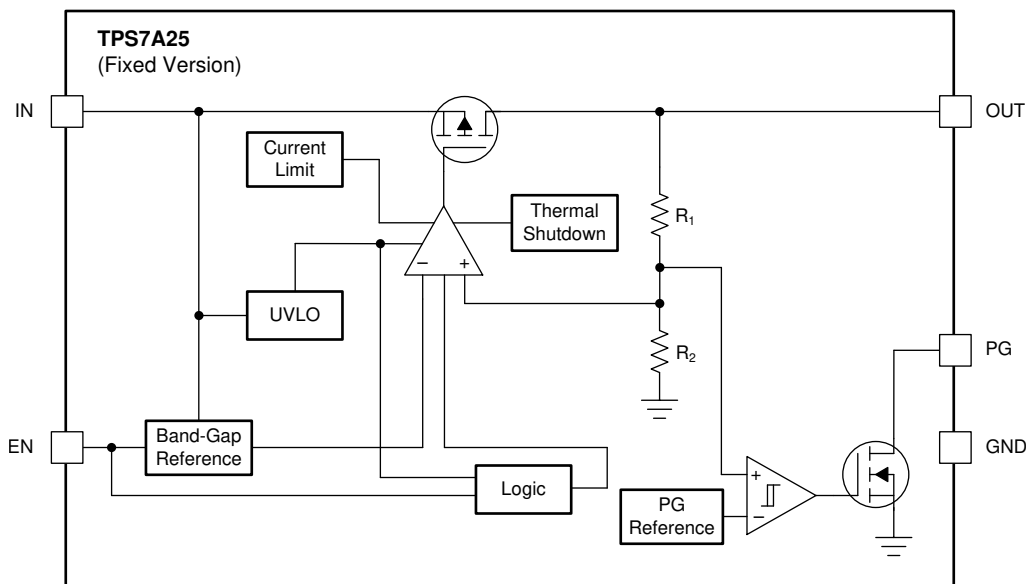 TPS7A25
(Fixed Version)
IN
OUT
Current
Limit
Thermal
Shutdown
R1
− +
UVLO
R2
PG
EN
Band-Gap
Reference
GND
Logic
+
PG
Reference
−